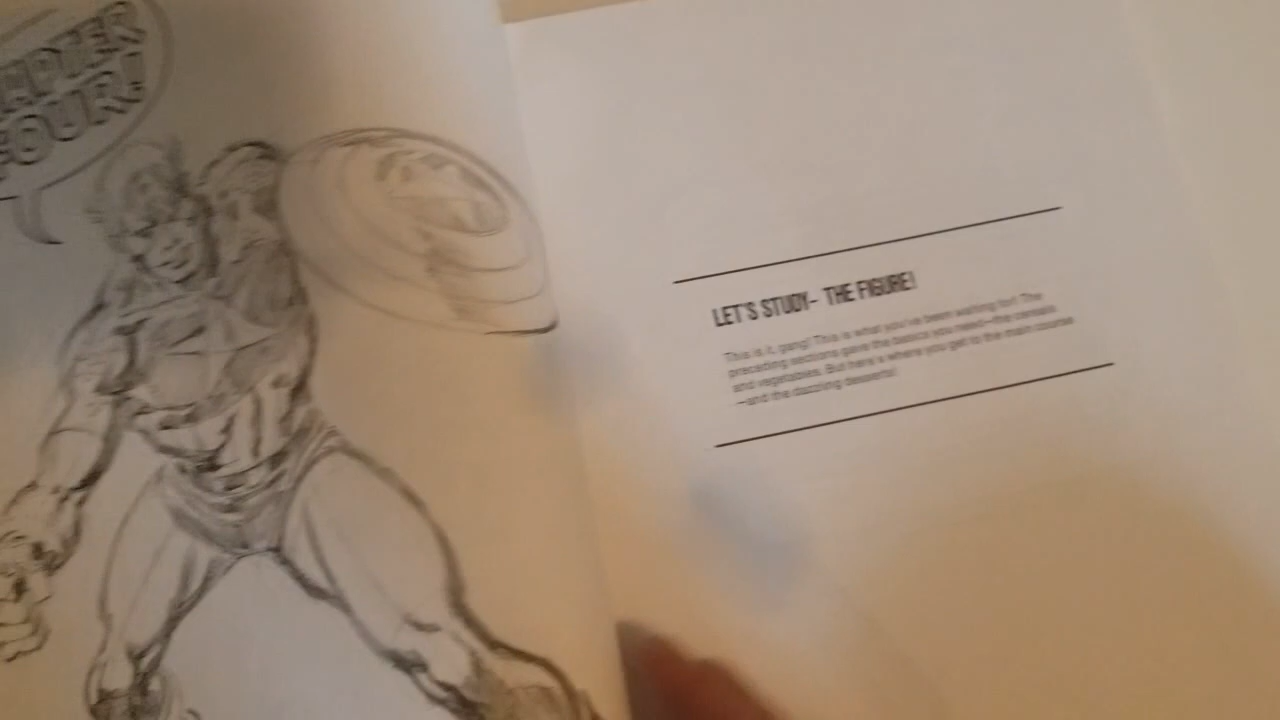 CHAPTER
FOUR!
LET'S STUDY– THE FIGURE!
This is it, gang! This is what you've been waiting for! The
preceding sections gave the basics you need—the cereals
and vegetables. But here's where you get to the main course
—and the dazzling desserts!